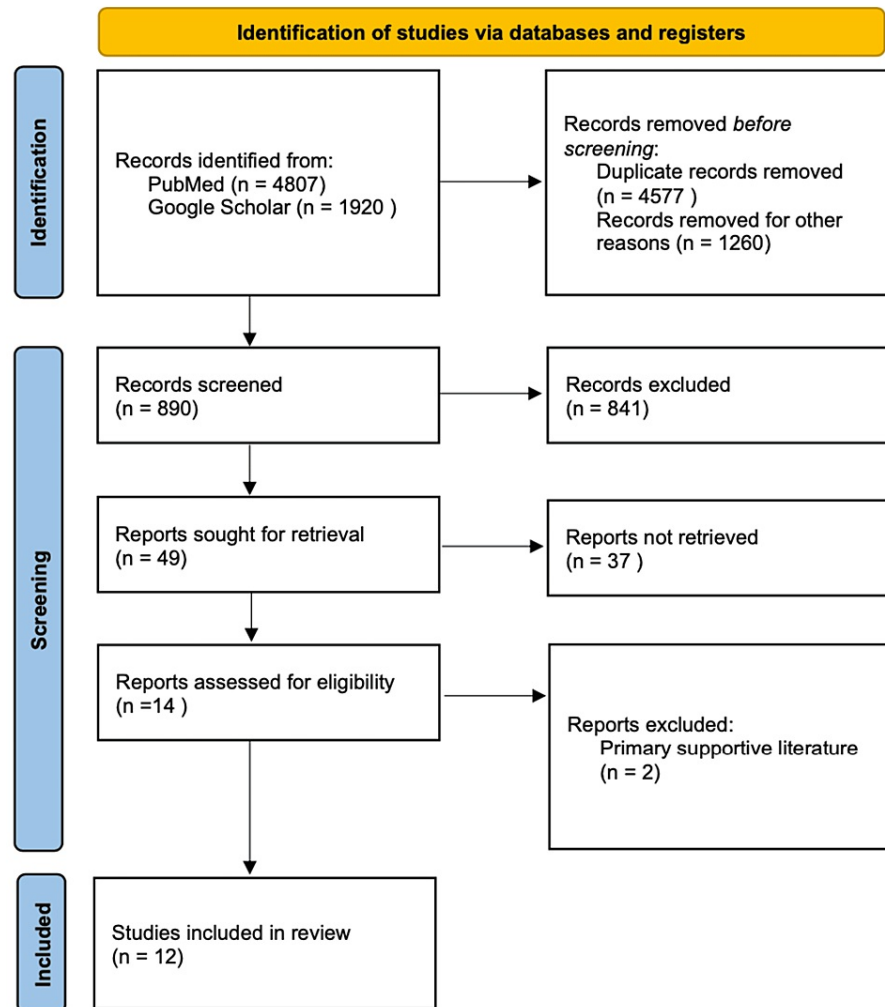 Identification of studies via databases and registers
Identification
Records identified from:
PubMed (n = 4807)
Google Scholar (n = 1920 )
Records removed before
screening:
Duplicate records removed
(n = 4577 )
Records removed for other
reasons (n = 1260)
Screening
Records screened
(n = 890)
Records excluded
(n = 841)
Reports sought for retrieval
(n = 49)
Reports not retrieved
(n = 37 )
Reports assessed for eligibility
(n =14 )
Reports excluded:
Primary supportive literature
(n = 2)
Included
Studies included in review
(n = 12)